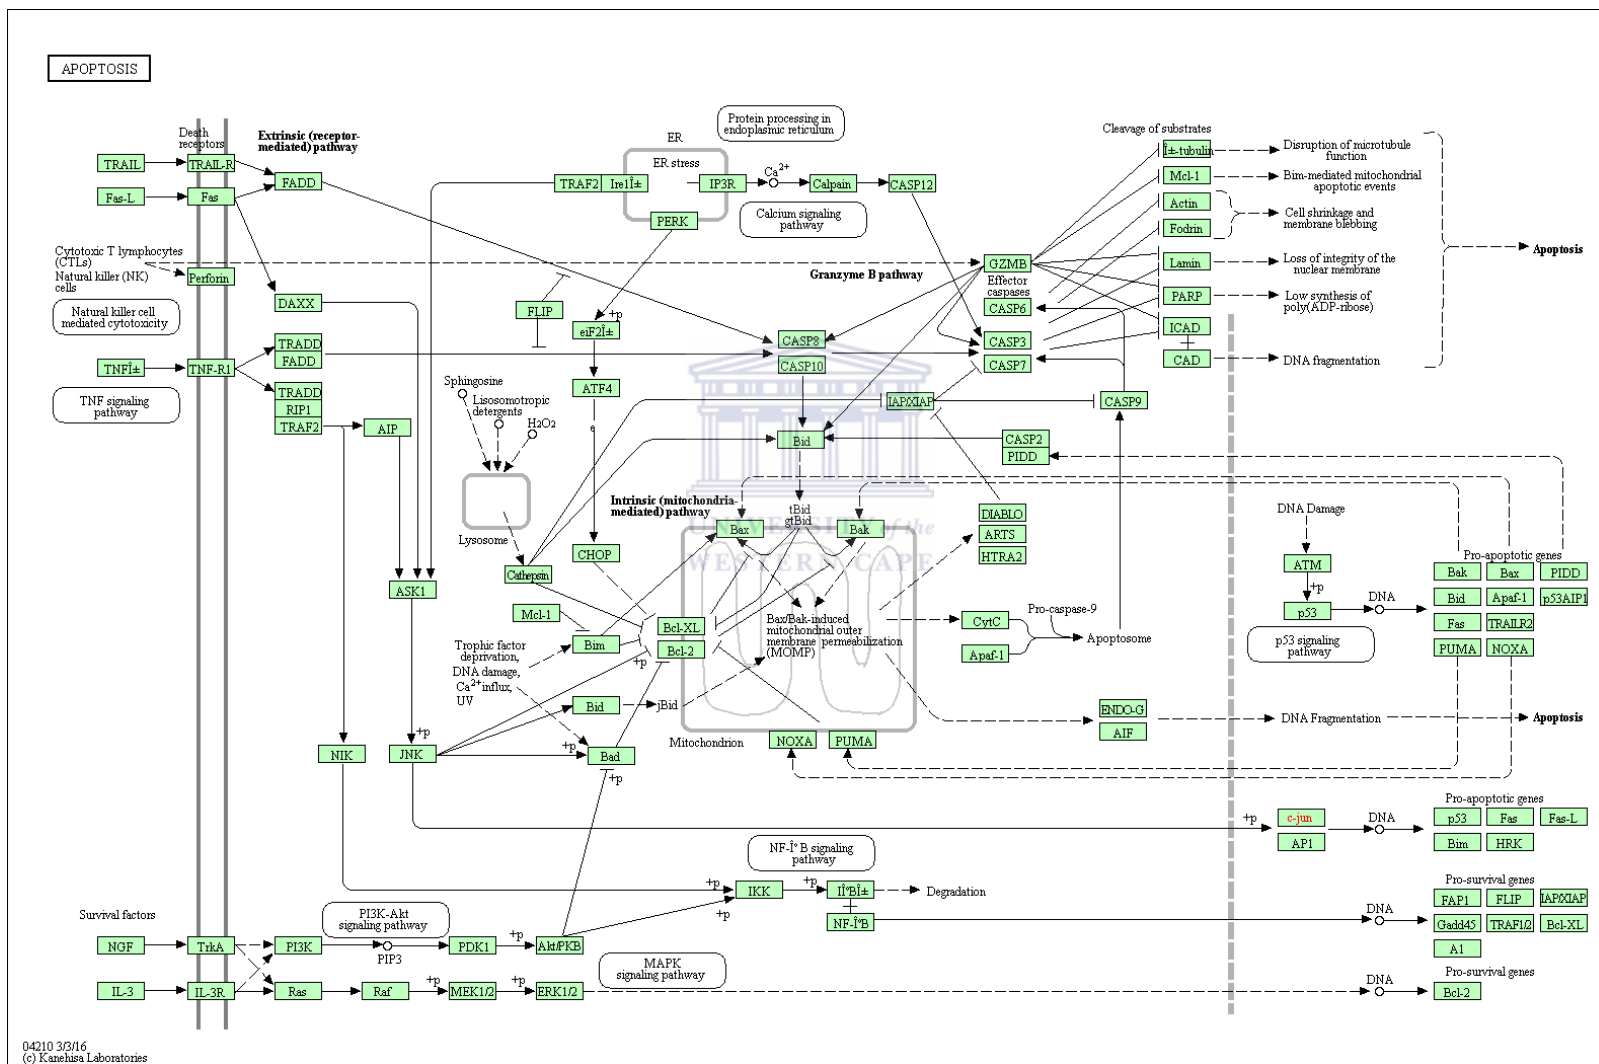 APOPTOSIS
Death
receptors
Extrinsic (receptor-
mediated) pathway
TRAIL
TRAIL-R
FADD
Fas-L
Fas
Cytotoxic T lymphocytes
(CTLs)
Natural killer (NK)
cells
Perforin
Natural killer cell
mediated cytotoxicity
DAXX
TRADD
FADD
TNFÎ±
TNF-R1
TRADD
RIP1
TRAF2
TNF signaling
pathway
AIP
ER
Protein processing in
endoplasmic reticulum
ER stress
TRAF2
Ire1Î±
IP3R
Ca2+
Calpain
CASP12
PERK
Calcium signaling
pathway
Granzyme B pathway
GZMB
Effector
caspases
CASP6
CASP3
CASP7
FLIP
+p
eiF2Î±
CASP8
CASP10
ATF4
e
IAP/XIAP
CASP9
Bid
CASP2
PIDD
Cleavage of substrates
Î±-tubulin
Disruption of microtubule
function
Mcl-1
Bim-mediated mitochondrial
apoptotic events
Actin
Cell shrinkage and
membrane blebbing
Fodrin
Lamin
Loss of integrity of the
nuclear membrane
PARP
Low synthesis of
poly(ADP-ribose)
ICAD
CAD
DNA fragmentation
Apoptosis
Sphingosine
Lisosomotropic
detergents
H2O2
Lysosome
Cathepsin
CHOP
Intrinsic (mitochondria-
mediated) pathway
tBid
gtBid
Bax
Bak
UNIVERSITY of the
WESTERN CAPE
DIABLO
ARTS
HTRA2
ASK1
Mcl-1
Bim
Bcl-XL
Bcl-2
+p
Bax/Bak-induced
mitochondrial outer
membrane permeabilization
(MOMP)
CytC
Pro-caspase-9
Apoptosome
Apaf-1
Trophic factor
deprivation,
DNA damage,
Ca2+ influx,
UV
Bid
jBid
Bad
+p
+p
+p
JNK
NIK
Mitochondrion
NOXA
PUMA
ENDO-G
AIF
DNA Fragmentation
Apoptosis
DNA Damage
ATM
+p
p53
DNA
p53 signaling
pathway
Pro-apoptotic genes
Bak
Bax
PIDD
Bid
Apaf-1
p53AIP1
Fas
TRAILR2
PUMA
NOXA
+p
c-jun
AP1
DNA
Pro-apoptotic genes
p53
Fas
Fas-L
Bim
HRK
NF-Î°B signaling
pathway
+p
IKK
+p
IÎ°BÎ±
Degradation
+p
NF-Î°B
DNA
Pro-survival genes
FAP1
FLIP
IAP/XIAP
Gadd45
TRAF1/2
Bcl-XL
A1
Survival factors
PI3K-Akt
signaling pathway
NGF
TrkA
PI3K
PIP3
PDK1
+p
Akt/PKB
MAPK
signaling pathway
IL-3
IL-3R
Ras
Raf
+p
MEK1/2
+p
ERK1/2
DNA
Pro-survival genes
Bcl-2
04210 3/3/16
(c) Kanehisa Laboratories